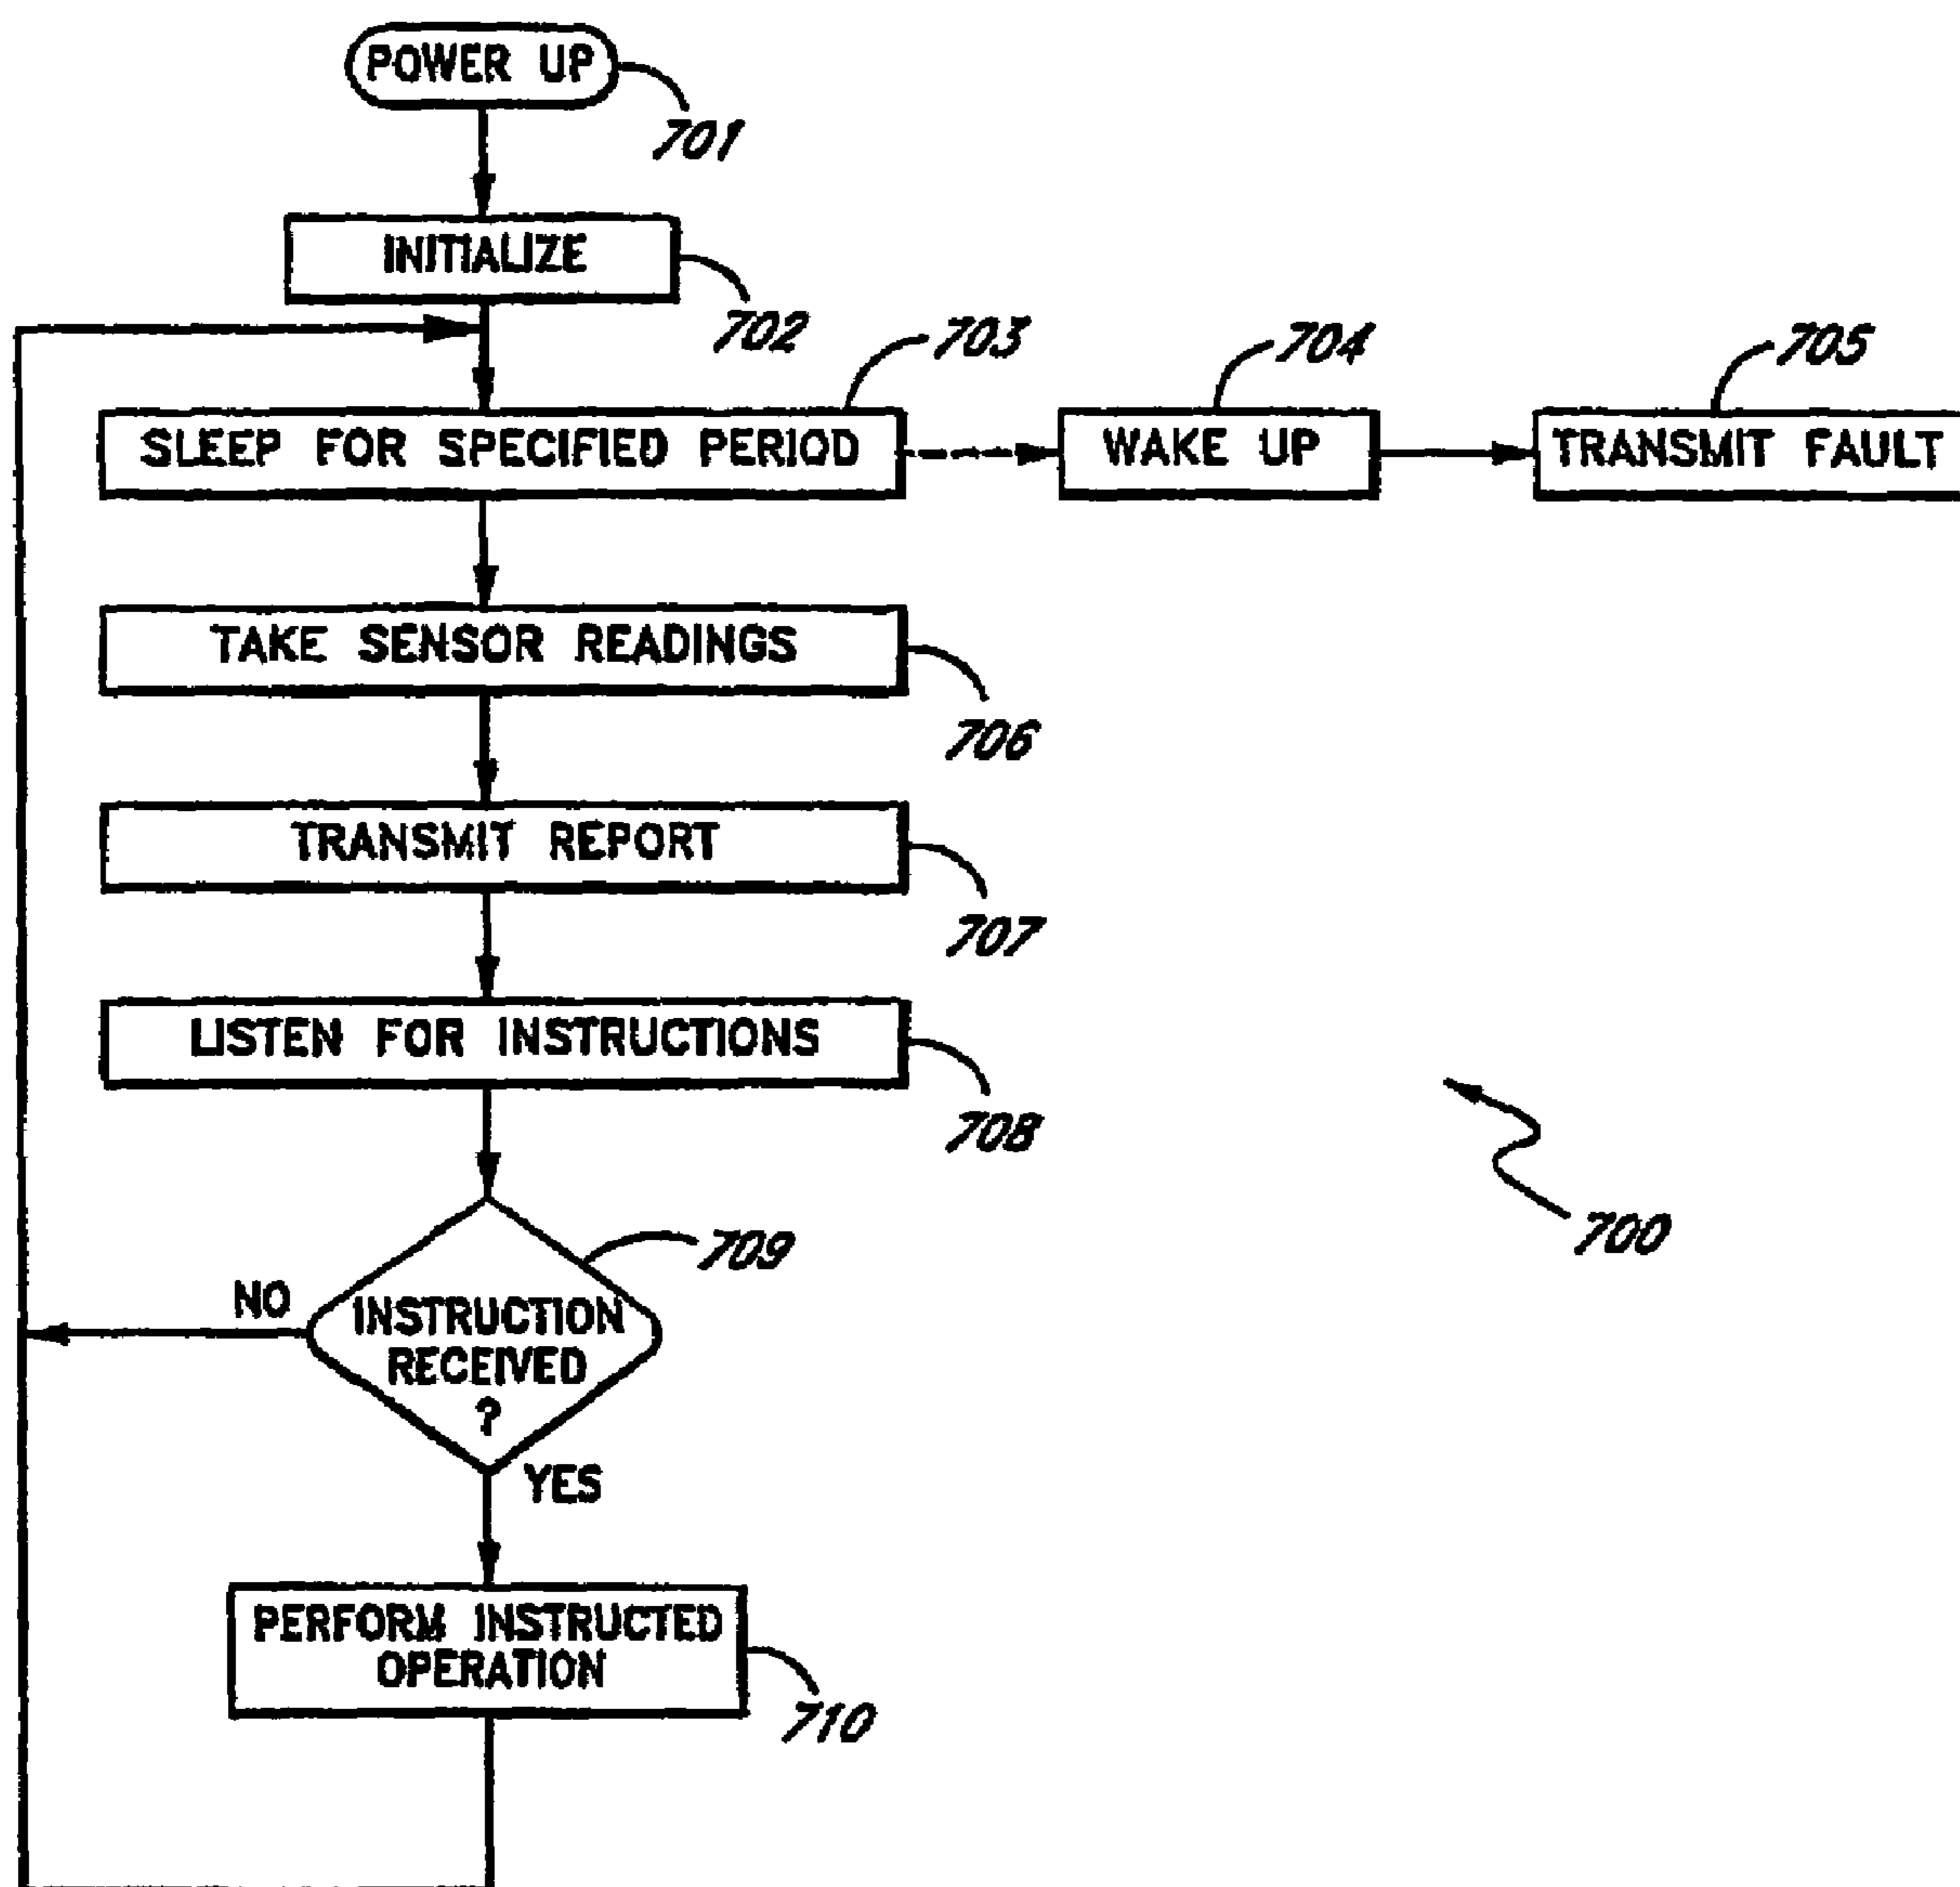 POWER UP
701
INITIALIZE
702
703
704
705
SLEEP FOR SPECIFIED PERIOD
WAKE UP
TRANSMIT FAULT
TAKE SENSOR READINGS
706
TRANSMIT REPORT
707
LISTEN FOR INSTRUCTIONS
708
700
709
NO
INSTRUCTION
RECEIVED
?
YES
PERFORM INSTRUCTED
OPERATION
710